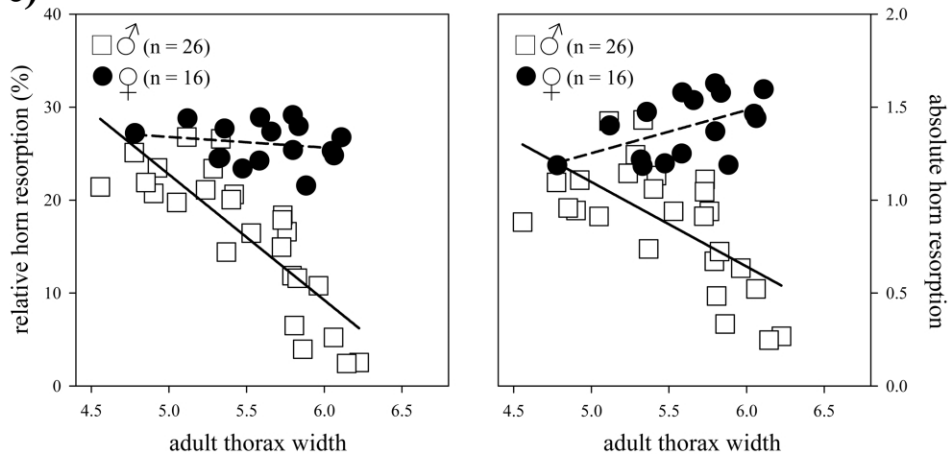 c)
40
30
20
10
0
relative horn resorption (%)
♂ (n = 26)
♀ (n = 16)
4.5 5.0 5.5 6.0 6.5
adult thorax width
♂ (n = 26)
♀ (n = 16)
4.5 5.0 5.5 6.0 6.5
adult thorax width
2.0
1.5
1.0
0.5
0.0
absolute horn resorption